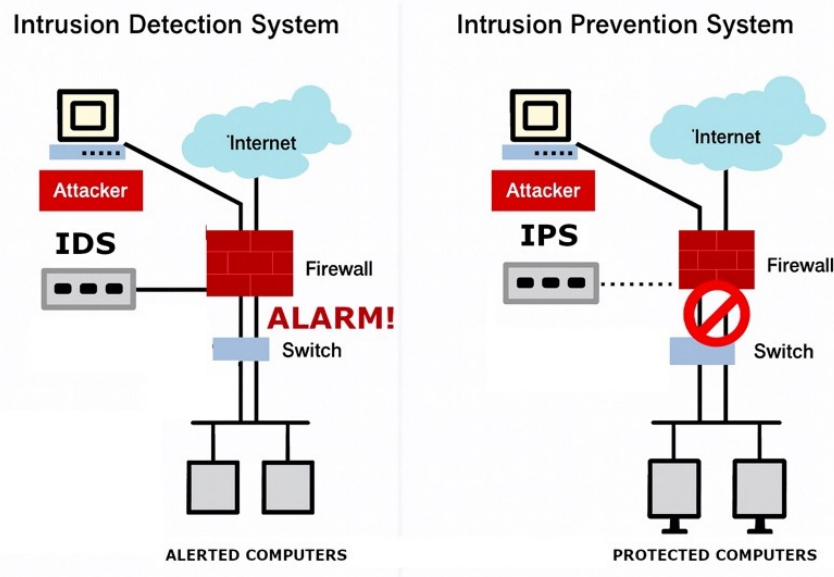 Intrusion Detection System
Internet
Attacker
IDS
Firewall
ALARM!
Switch
ALERTED COMPUTERS
Intrusion Prevention System
Internet
Attacker
IPS
Firewall
Switch
PROTECTED COMPUTERS